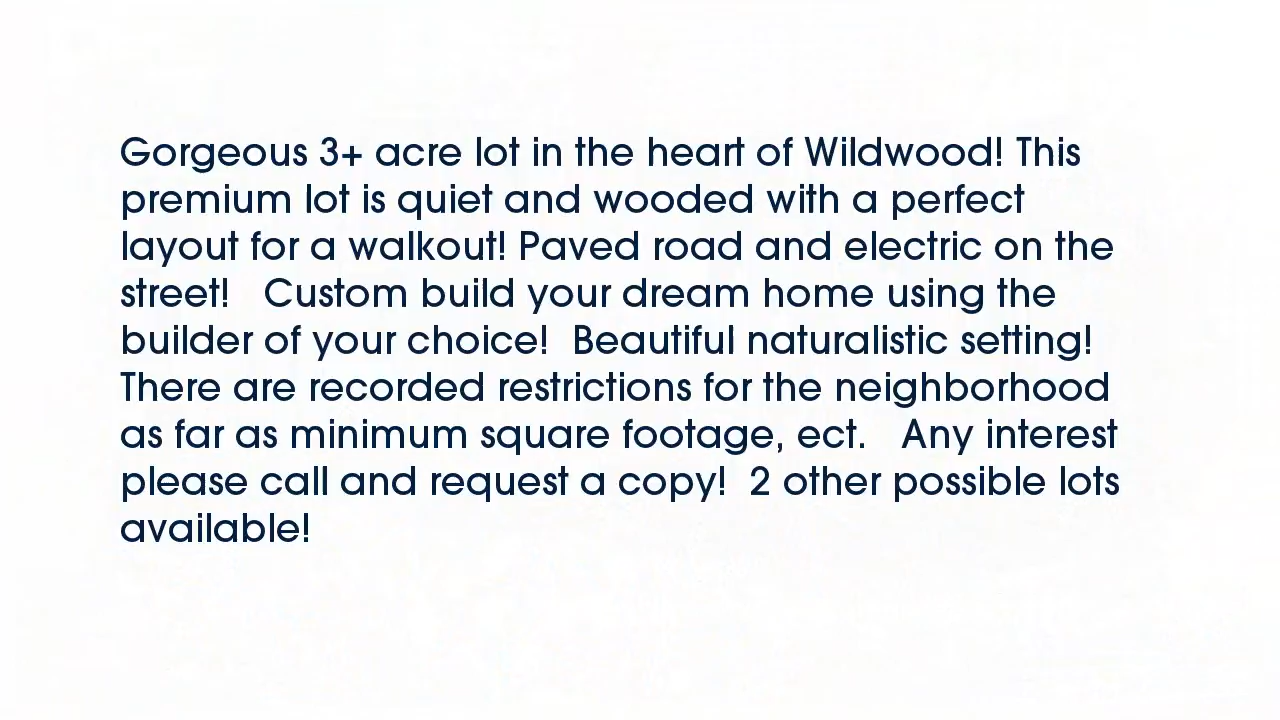 Gorgeous 3+ acre lot in the heart of Wildwood! This
premium lot is quiet and wooded with a perfect
layout for a walkout! Paved road and electric on the
street!   Custom build your dream home using the
builder of your choice!  Beautiful naturalistic setting!
There are recorded restrictions for the neighborhood
as far as minimum square footage, ect.   Any interest
please call and request a copy!  2 other possible lots
available!